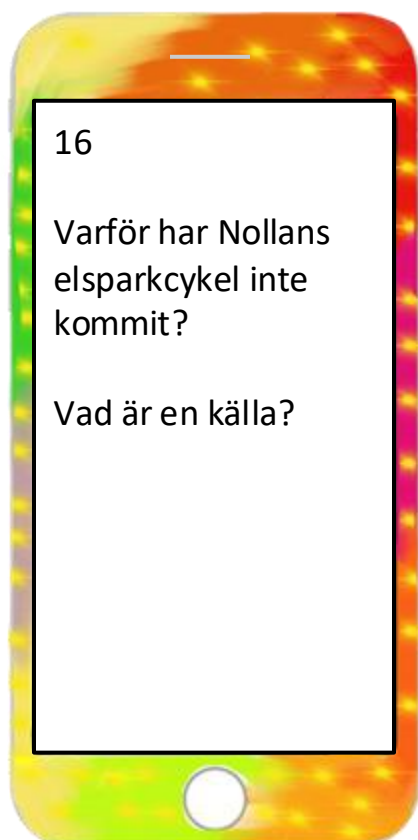 16
Varför har Nollans
elsparkcykel inte
kommit?
Vad är en källa?